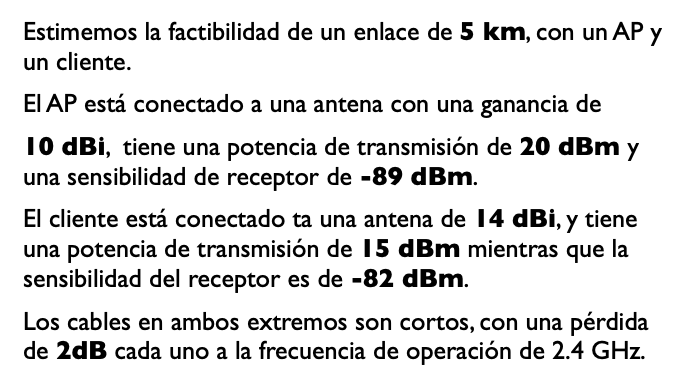 Estimemos la factibilidad de un enlace de 5 km, con un AP y
un cliente.
El AP está conectado a una antena con una ganancia de
10 dBi, tiene una potencia de transmisión de 20 dBm y
una sensibilidad de receptor de -89 dBm.
El cliente está conectado ta una antena de 14 dBi, y tiene
una potencia de transmisión de 15 dBm mientras que la
sensibilidad del receptor es de -82 dBm.
Los cables en ambos extremos son cortos, con una pérdida
de 2dB cada uno a la frecuencia de operación de 2.4 GHz.